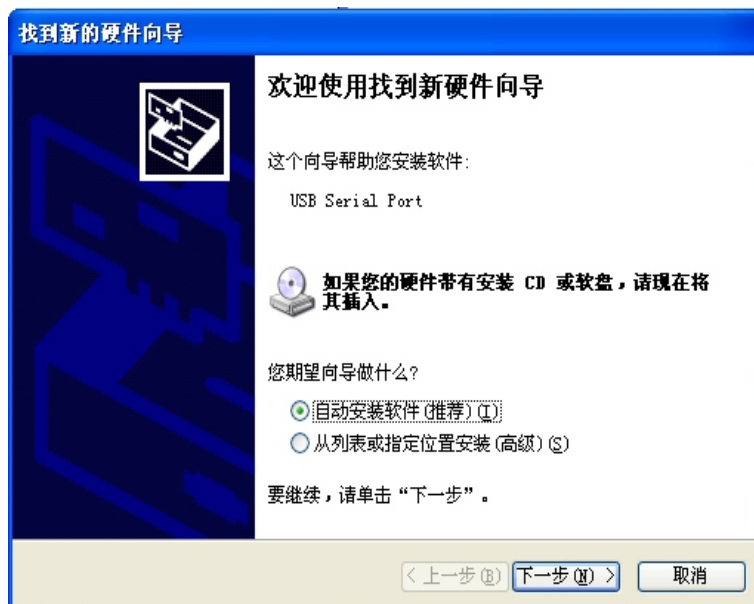 找到新的硬件向导
欢迎使用找到新硬件向导
这个向导帮助您安装软件:
USB Serial Port
如果您的硬件带有安装 CD 或软盘，请现在将
其插入。
您期望向导做什么?
自动安装软件(推荐)(I)
从列表或指定位置安装(高级)(S)
要继续，请单击“下一步”。
< 上一步(B) 下一步(N) > 取消